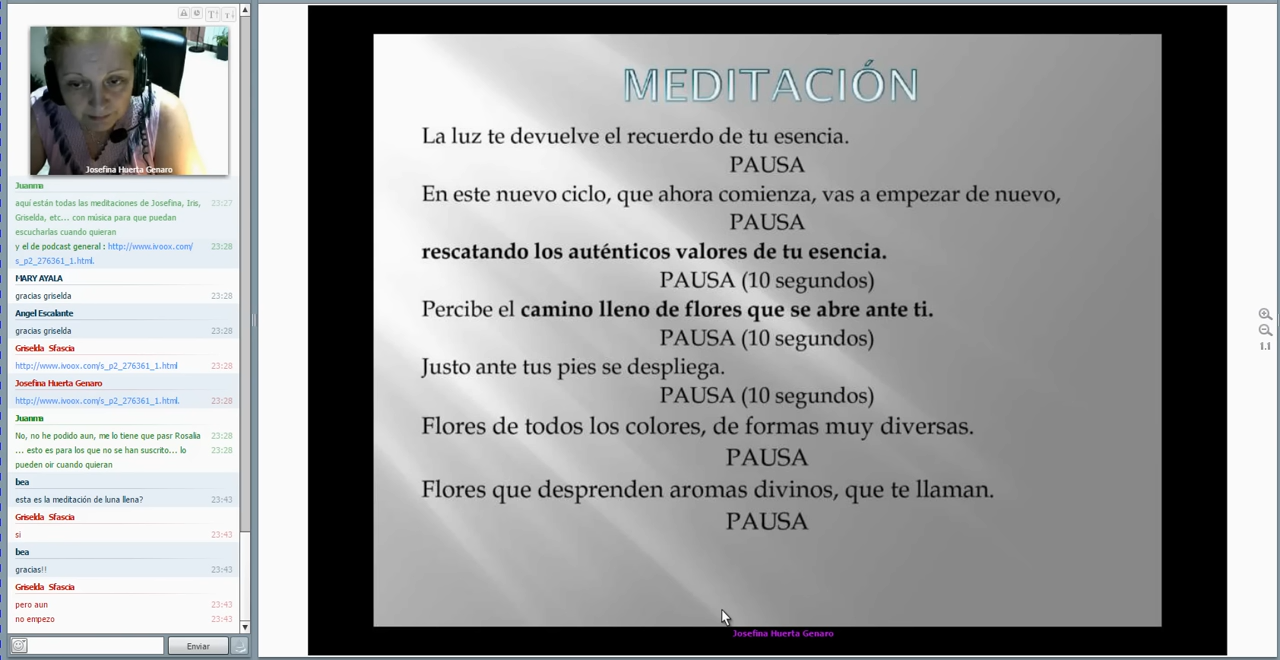 Josefina Huerta Genaro
Juanma
aquí están todas las meditaciones de Josefina, Iris, 23:27
Griselda, etc... con música para que puedan
escucharlas cuando quieran
y el de podcast general : http://www.ivoox.com/ 23:28
s_p2_276361_1.html.
MARY AYALA
gracias griselda 23:28
Angel Escalante
gracias griselda 23:28
Griselda Sfascia
http://www.ivoox.com/s_p2_276361_1.html 23:28
Josefina Huerta Genaro
http://www.ivoox.com/s_p2_276361_1.html. 23:28
Juanma
No, no he podido aun, me lo tiene que pasr Rosalia 23:28
... esto es para los que no se han suscrito... lo 23:28
pueden oir cuando quieran
bea
esta es la meditación de luna llena? 23:43
Griselda Sfascia
si 23:43
bea
gracias!! 23:43
Griselda Sfascia
pero aun 23:43
no empezo 23:43
Enviar
MEDITACIÓN
La luz te devuelve el recuerdo de tu esencia.
PAUSA
En este nuevo ciclo, que ahora comienza, vas a empezar de nuevo,
PAUSA
rescatando los auténticos valores de tu esencia.
PAUSA (10 segundos)
Percibe el camino lleno de flores que se abre ante ti.
PAUSA (10 segundos)
Justo ante tus pies se despliega.
PAUSA (10 segundos)
Flores de todos los colores, de formas muy diversas.
PAUSA
Flores que desprenden aromas divinos, que te llaman.
PAUSA
Josefina Huerta Genaro
1:1